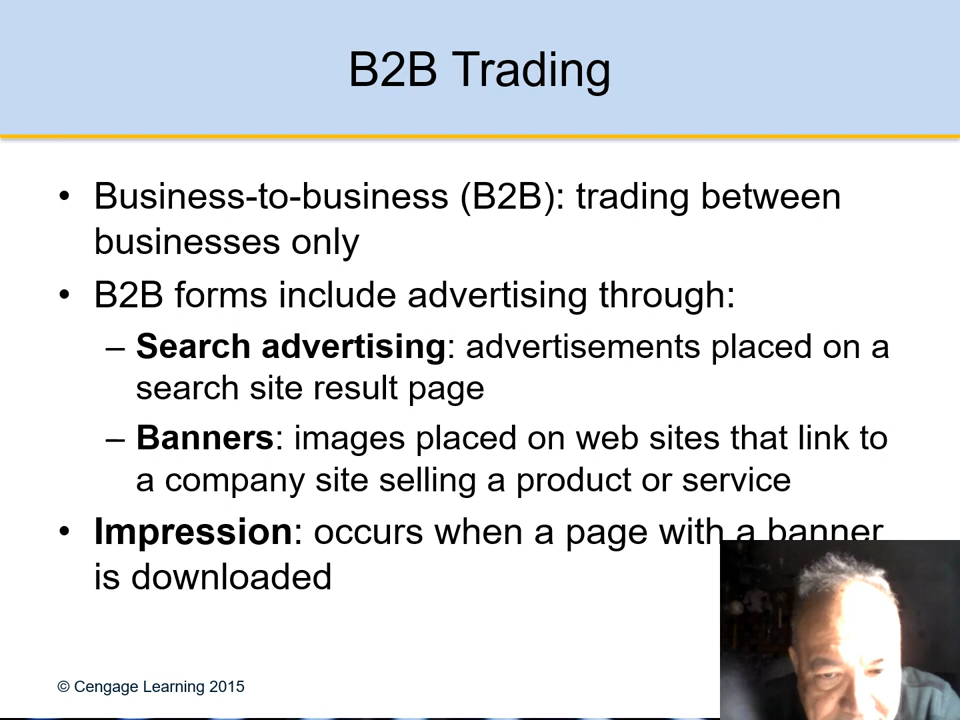 B2B Trading
• Business-to-business (B2B): trading between
businesses only
• B2B forms include advertising through:
– Search advertising: advertisements placed on a
search site result page
– Banners: images placed on web sites that link to
a company site selling a product or service
• Impression: occurs when a page with a banner
is downloaded
© Cengage Learning 2015